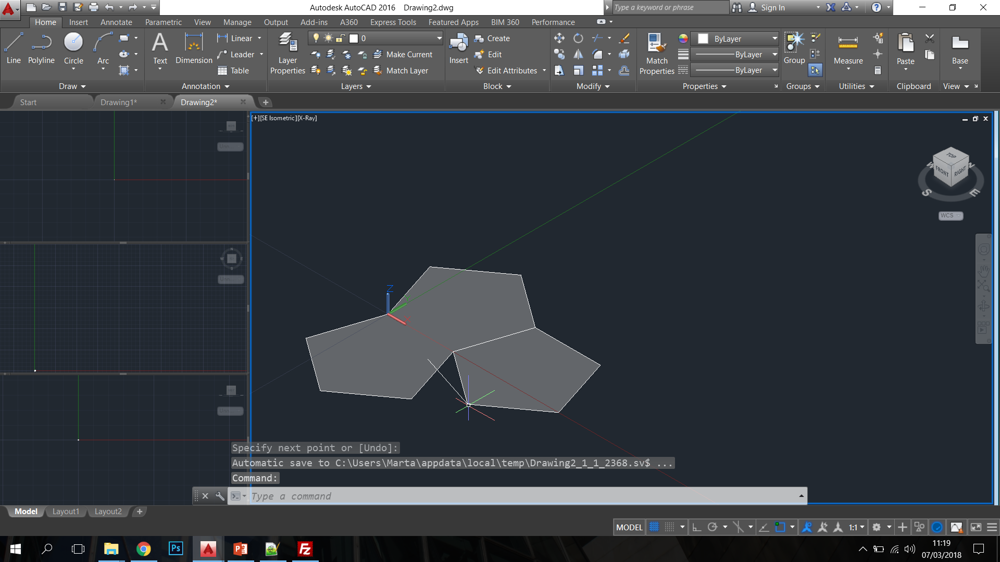 Autodesk AutoCAD 2016 Drawing2.dwg
Type a keyword or phrase
Sign In
Home Insert Annotate Parametric View Manage Output Add-ins A360 Express Tools Featured Apps BIM 360 Performance
Line Polyline Circle Arc
Text Dimension
Linear
Leader
Table
Layer Properties
0
Make Current
Match Layer
Insert
Create
Edit
Edit Attributes
Match Properties
ByLayer
ByLayer
ByLayer
Group
Measure
Paste
Base
Draw Annotation Layers Block Modify Properties Groups Utilities Clipboard View
Start Drawing1* Drawing2*
[+][SE Isometric][X-Ray]
TOP
FRONT RIGHT
W N
S E
WCS
N
W E
S
Z
Specify next point or [Undo]:
Automatic save to C:\Users\Marta\appdata\local\temp\Drawing2_1_1_2368.sv$ ...
Command:
Type a command
Model Layout1 Layout2
MODEL 1:1
Ps
Fz
11:19
07/03/2018